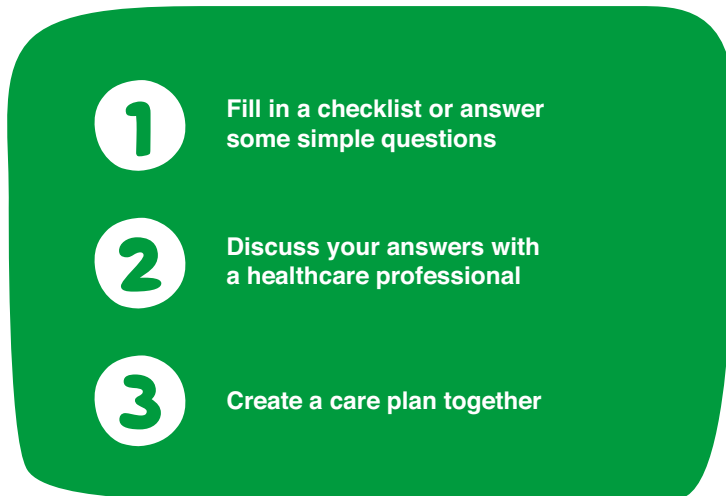 1
Fill in a checklist or answer
some simple questions
2
Discuss your answers with
a healthcare professional
3
Create a care plan together